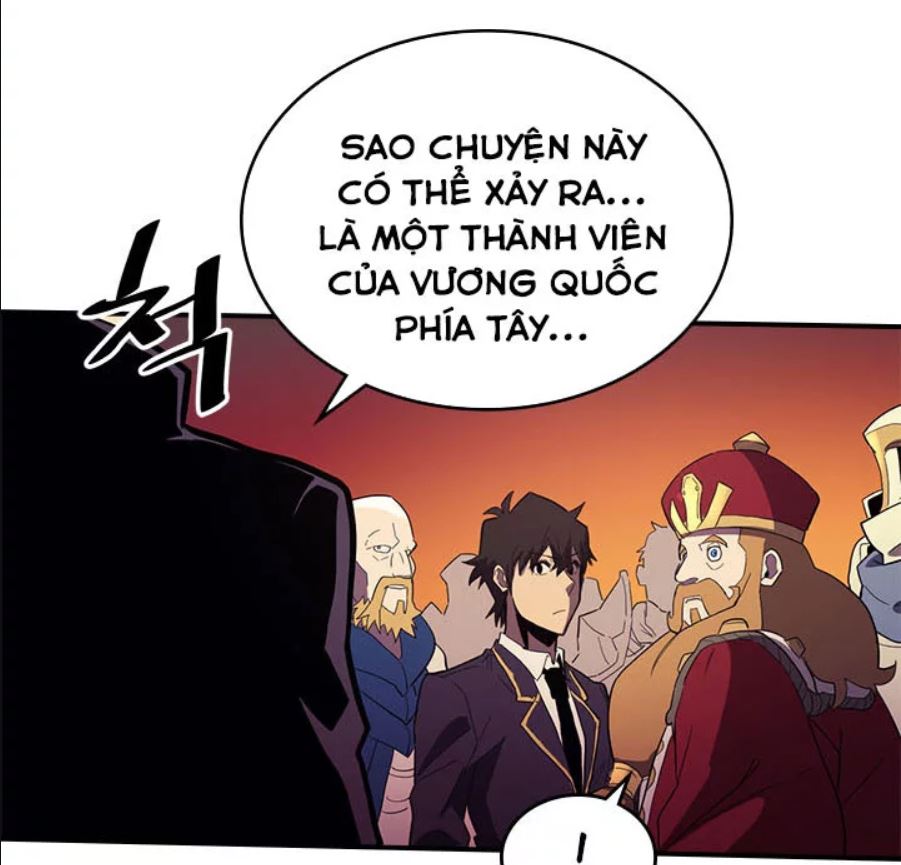 SAO CHUYỆN NÀY
CÓ THỂ XẢY RA...
LÀ MỘT THÀNH VIÊN
CỦA VƯƠNG QUỐC
PHÍA TÂY...
척